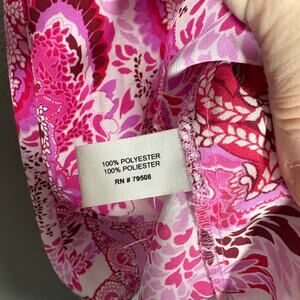 100% POLYESTER
100% POLIESTER
RN # 79508